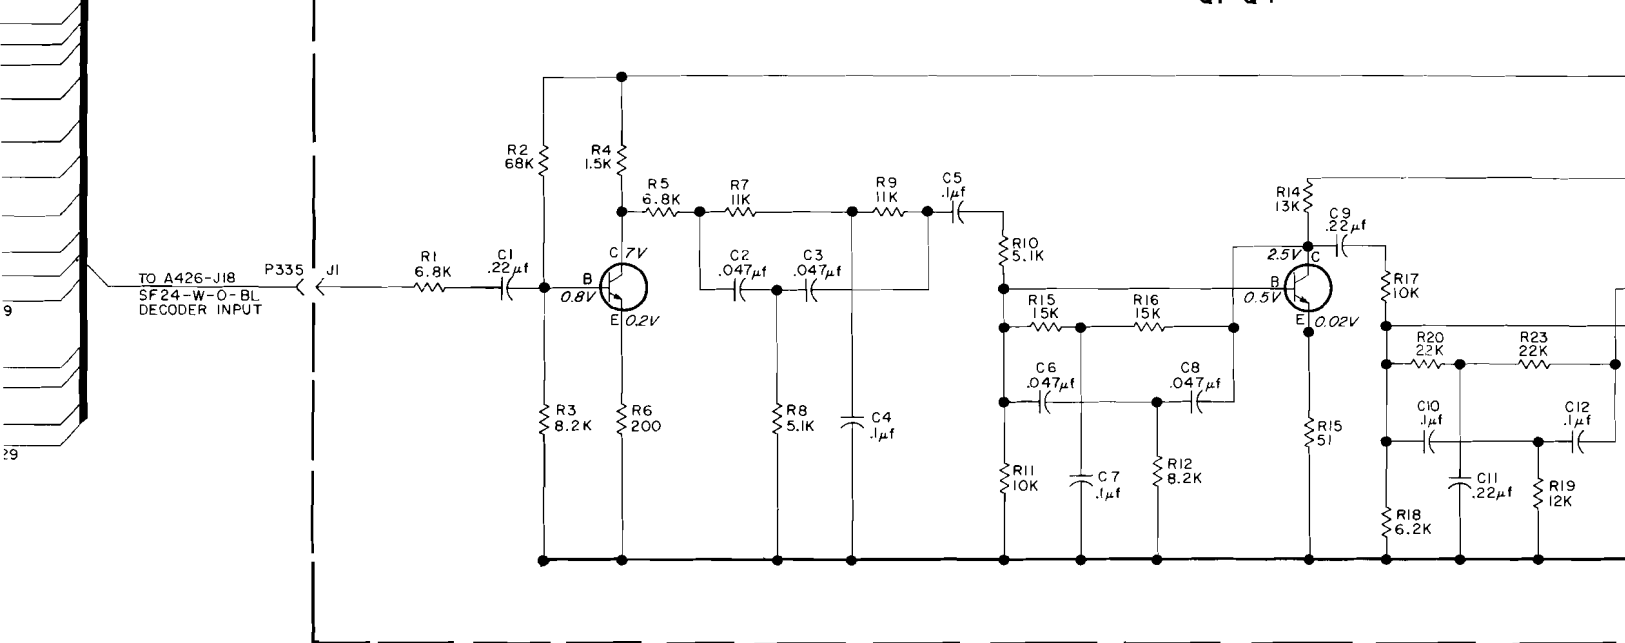 R2
68K
R4
1.5K
R5
6.8K
R7
11K
R9
11K
C5
.1µf
R14
13K
C9
.22µf
TO A426-J18
SF24-W-O-BL
DECODER INPUT
P335
J1
R1
6.8K
C1
.22µf
B
0.8V
C 7V
E 0.2V
C2
.047µf
C3
.047µf
R10
5.1K
2.5V
C
B
0.5V
E 0.02V
R17
10K
R15
15K
R16
15K
R20
22K
R23
22K
C6
.047µf
C8
.047µf
R3
8.2K
R6
200
R8
5.1K
C4
.1µf
R15
51
C10
.1µf
C12
.1µf
R11
10K
C7
.1µf
R12
8.2K
C11
.22µf
R19
12K
R18
6.2K
9
29